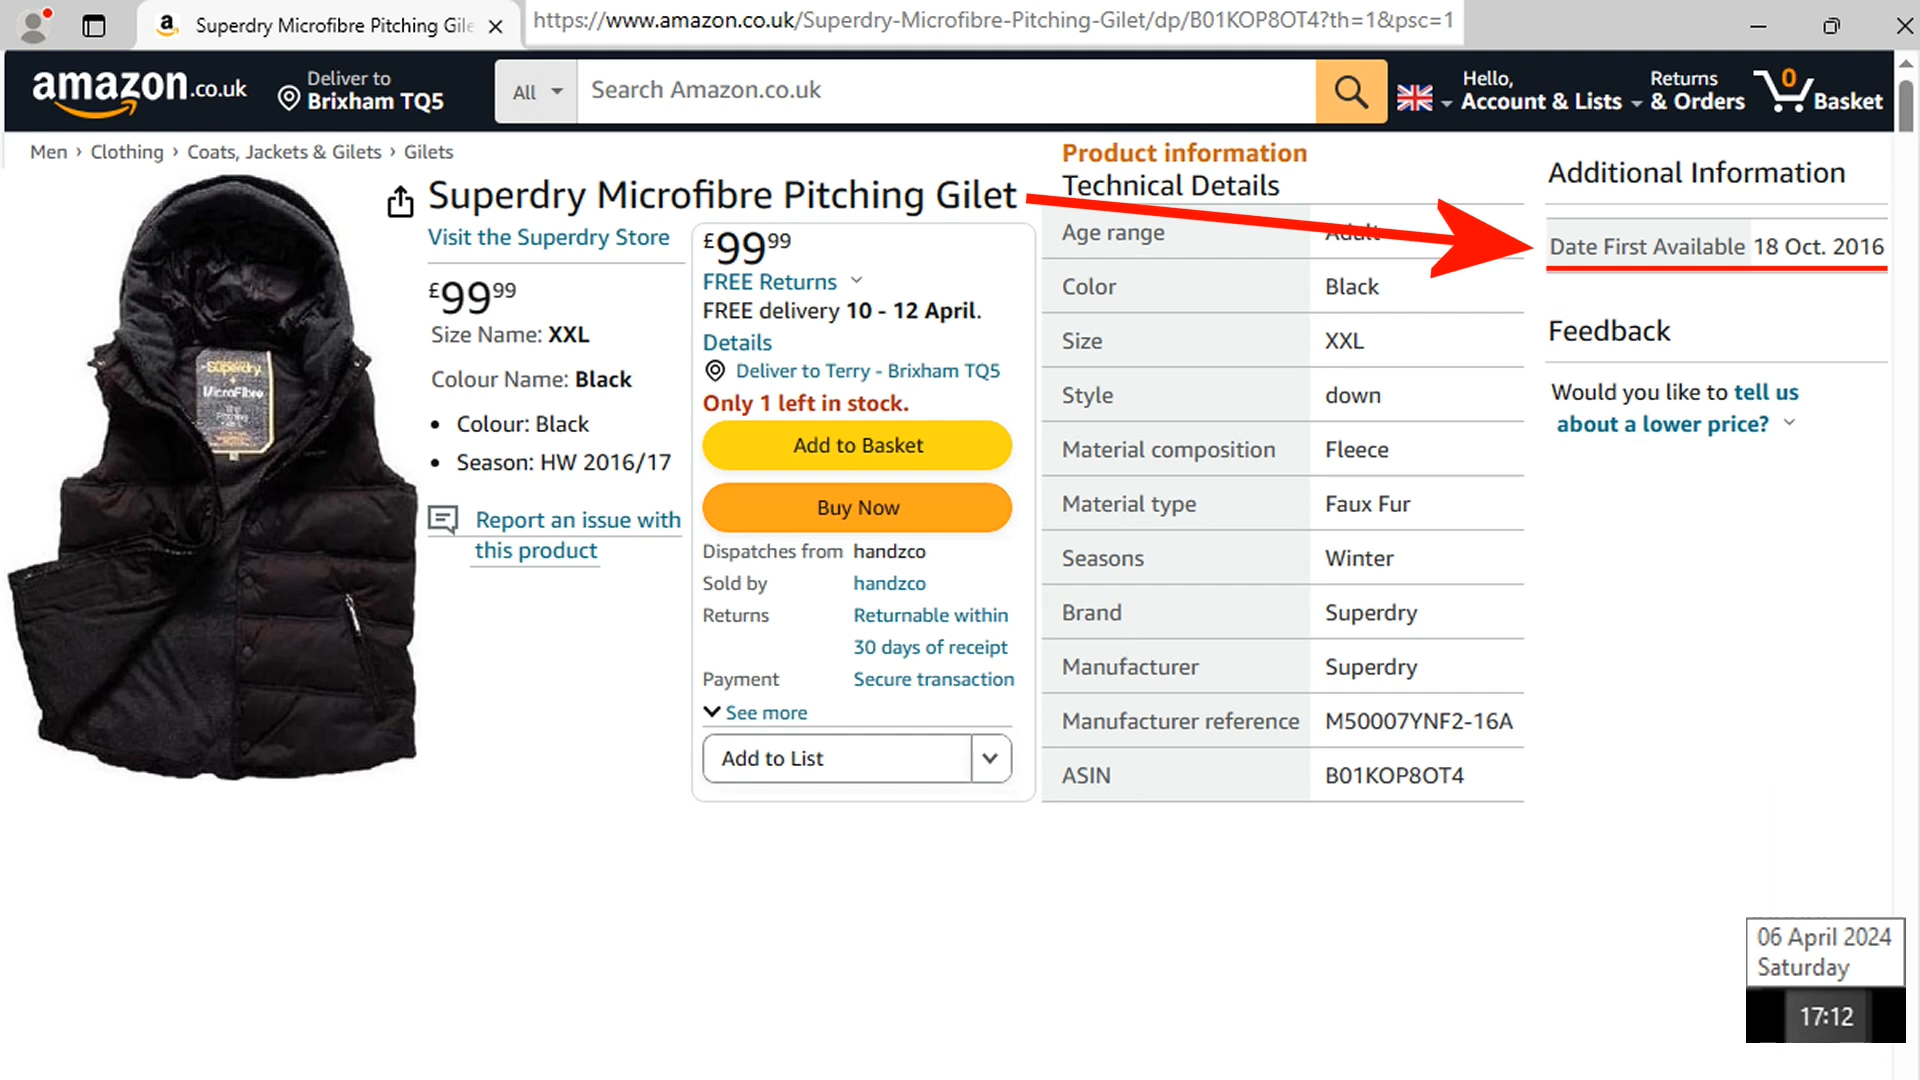 Superdry Microfibre Pitching Gile
https://www.amazon.co.uk/Superdry-Microfibre-Pitching-Gilet/dp/B01KOP8OT4?th=1&psc=1
amazon.co.uk
Deliver to
Brixham TQ5
All
Search Amazon.co.uk
Hello,
Account & Lists
Returns
& Orders
0
Basket
Men › Clothing › Coats, Jackets & Gilets › Gilets
Superdry Microfibre Pitching Gilet
Visit the Superdry Store
£99.99
Size Name: XXL
Colour Name: Black
• Colour: Black
• Season: HW 2016/17
Report an issue with
this product
Superdry
MicroFibre
£99.99
FREE Returns
FREE delivery 10 - 12 April.
Details
Deliver to Terry - Brixham TQ5
Only 1 left in stock.
Add to Basket
Buy Now
Dispatches from handzco
Sold by handzco
Returns Returnable within
30 days of receipt
Payment Secure transaction
See more
Add to List
Product information
Technical Details
Age range Adult
Color Black
Size XXL
Style down
Material composition Fleece
Material type Faux Fur
Seasons Winter
Brand Superdry
Manufacturer Superdry
Manufacturer reference M50007YNF2-16A
ASIN B01KOP8OT4
Additional Information
Date First Available 18 Oct. 2016
Feedback
Would you like to tell us
about a lower price?
06 April 2024
Saturday
17:12